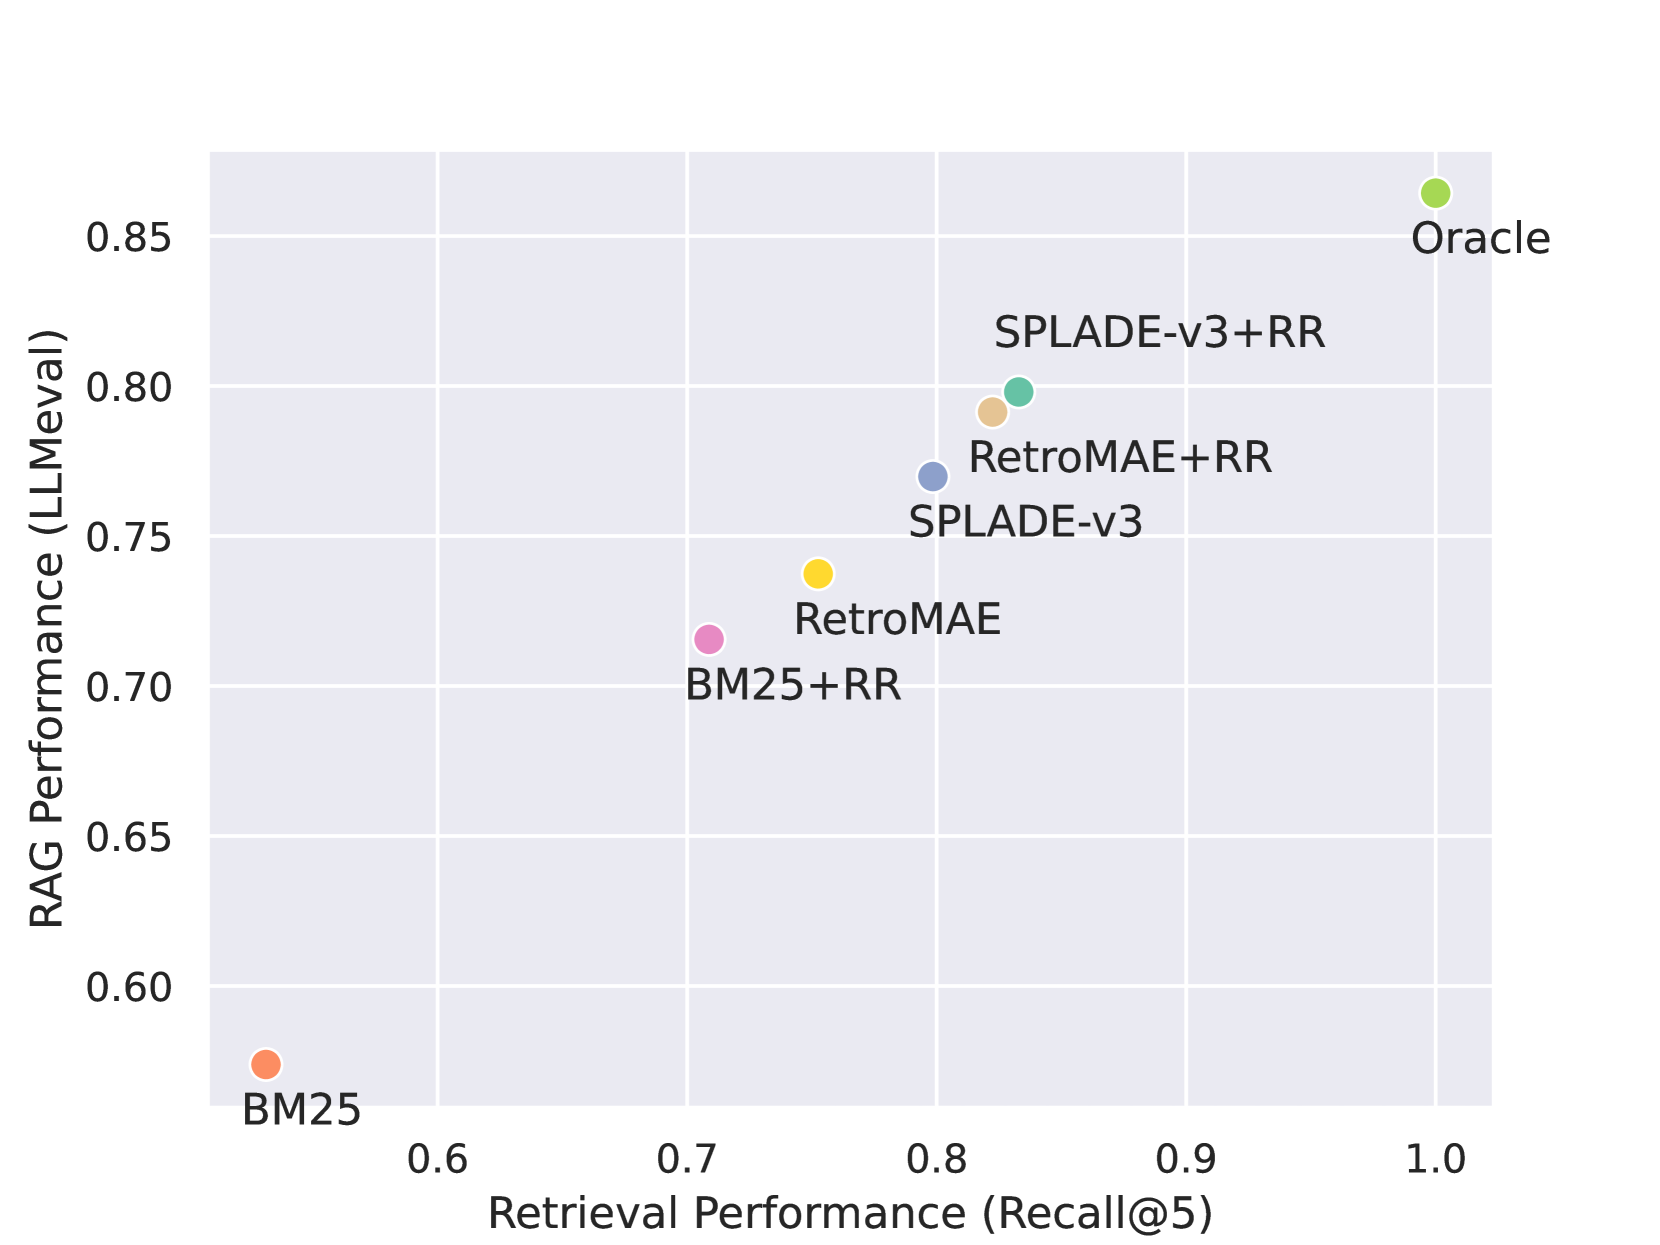 RAG Performance (LLMeval)
0.85
0.80
0.75
0.70
0.65
0.60
Oracle
SPLADE-v3+RR
RetroMAE+RR
SPLADE-v3
RetroMAE
BM25+RR
BM25
0.6
0.7
0.8
0.9
1.0
Retrieval Performance (Recall@5)